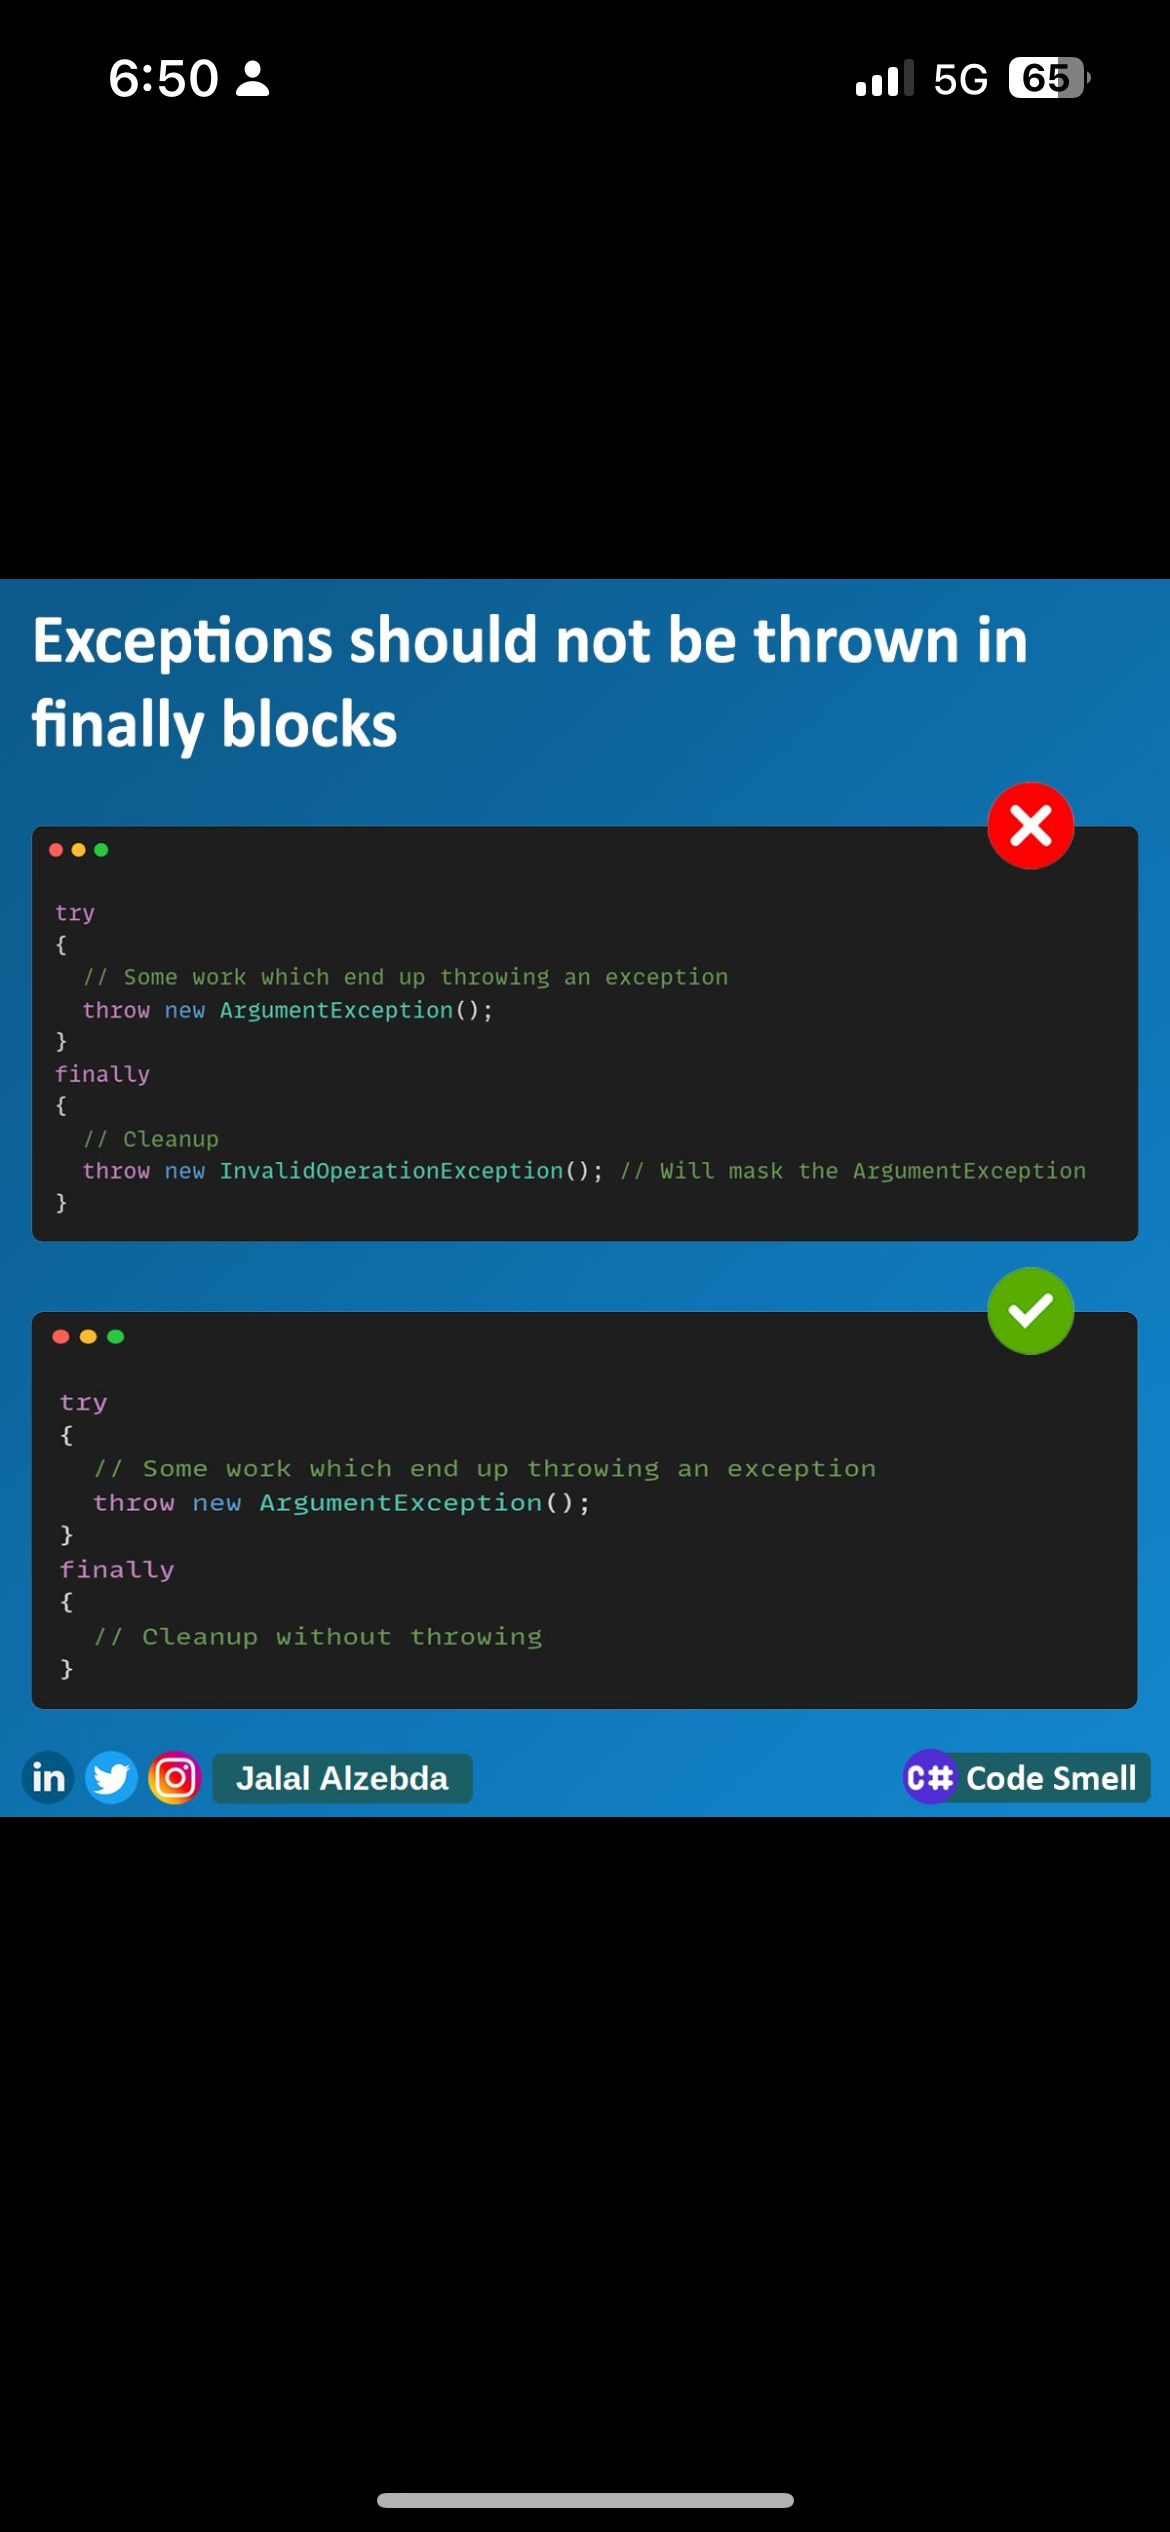 6:50
5G 65
Exceptions should not be thrown in
finally blocks
try
{
// Some work which end up throwing an exception
throw new ArgumentException();
}
finally
{
// Cleanup
throw new InvalidOperationException(); // Will mask the ArgumentException
}
try
{
// Some work which end up throwing an exception
throw new ArgumentException();
}
finally
{
// Cleanup without throwing
}
in Jalal Alzebda C# Code Smell